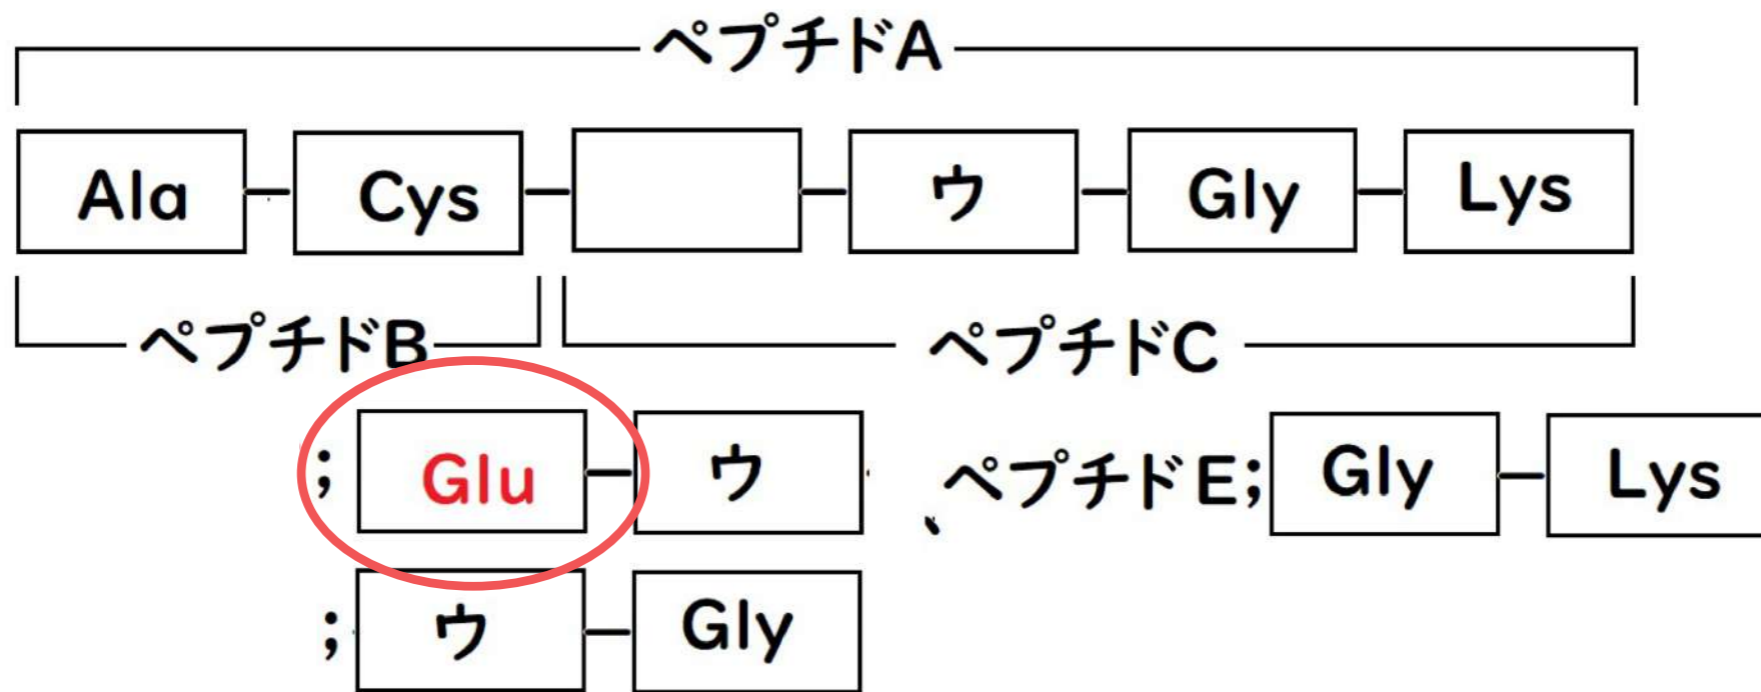 ペプチドA
Ala Cys ウ Gly Lys
ペプチドB ペプチドC
; Glu ウ 、ペプチドE; Gly Lys
; ウ Gly